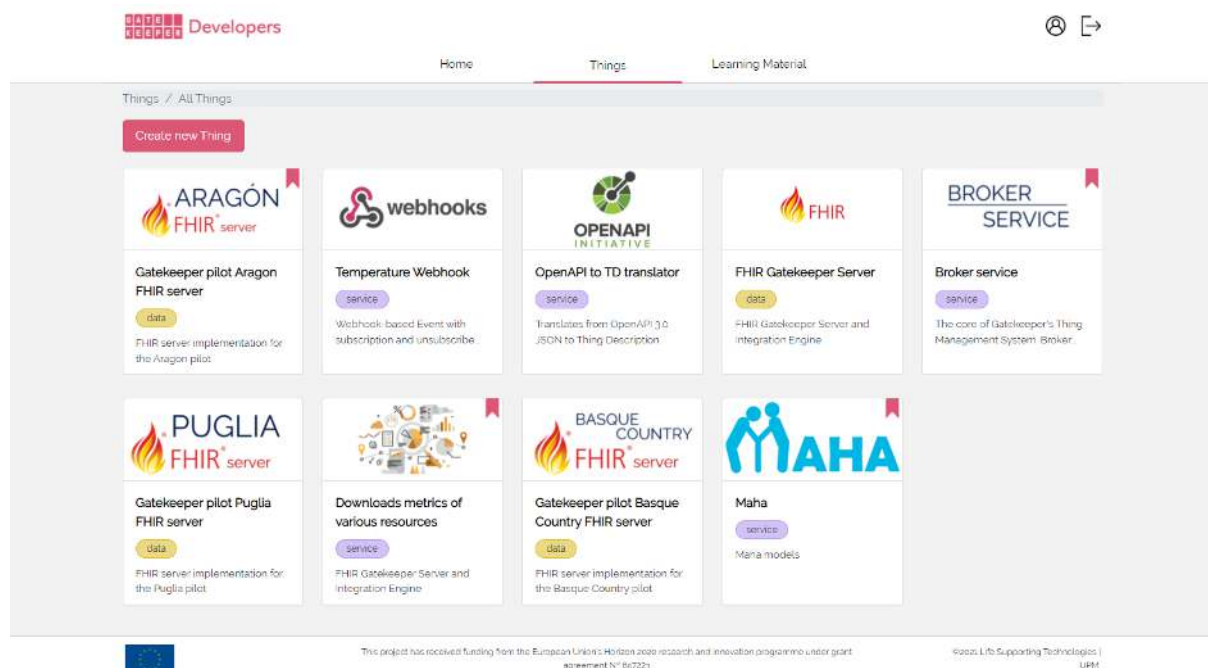 GATE
KEEPER Developers
Home Things Learning Material
Things / All Things
Create new Thing
ARAGÓN
FHIR® server
Gatekeeper pilot Aragon
FHIR server
data
FHIR server implementation for
the Aragon pilot
webhooks
Temperature Webhook
service
Webhook-based Event with
subscription and unsubscribe
OPENAPI
INITIATIVE
OpenAPI to TD translator
service
Translates from OpenAPI 3.0
JSON to Thing Description
FHIR
FHIR Gatekeeper Server
data
FHIR Gatekeeper Server and
Integration Engine
BROKER
SERVICE
Broker service
service
The core of Gatekeeper's Thing
Management System. Broker...
PUGLIA
FHIR® server
Gatekeeper pilot Puglia
FHIR server
data
FHIR server implementation for
the Puglia pilot
Downloads metrics of
various resources
service
FHIR Gatekeeper Server and
Integration Engine
BASQUE
COUNTRY
FHIR® server
Gatekeeper pilot Basque
Country FHIR server
data
FHIR server implementation for
the Basque Country pilot
MAHA
Maha
service
Maha models
This project has received funding from the European Union's Horizon 2020 research and innovation programme under grant
agreement N°
©2021 Life Supporting Technologies |
UPM